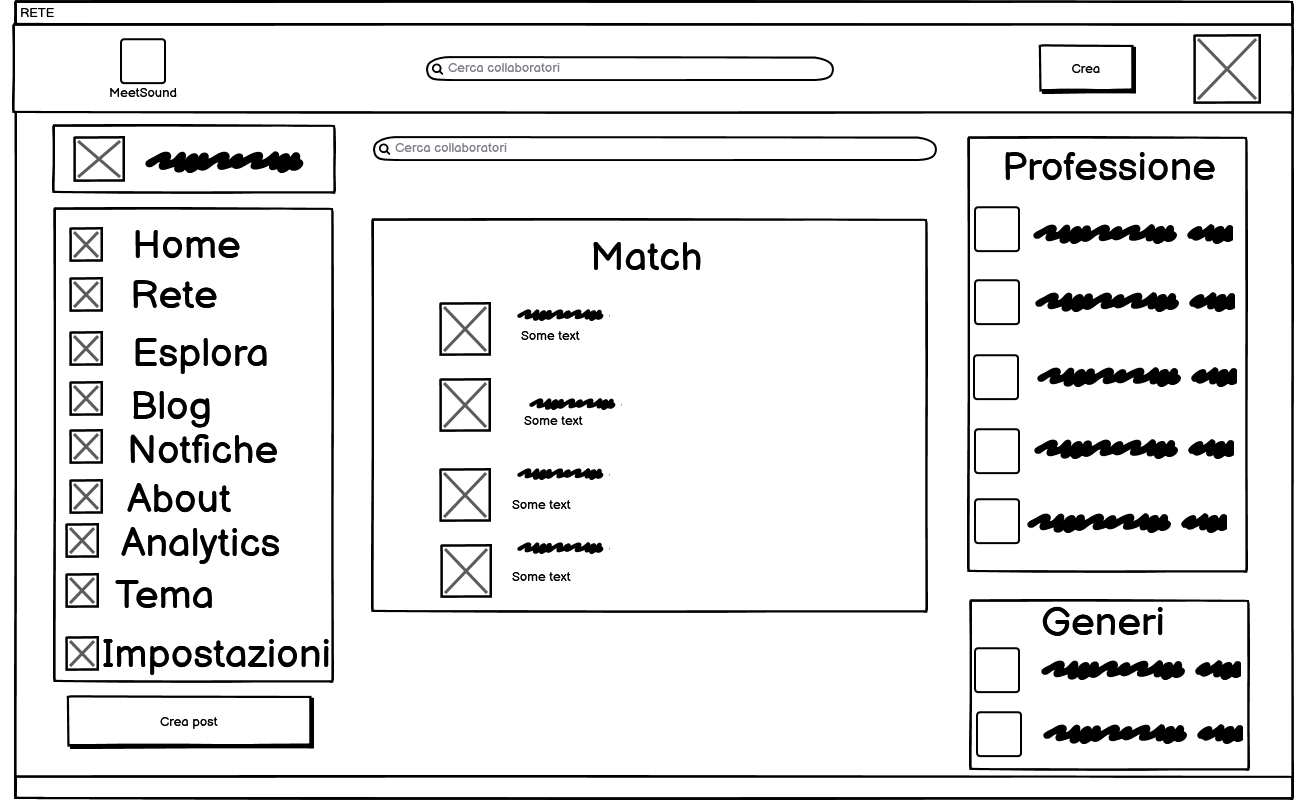 RETE
MeetSound
Cerca collaboratori
Crea
Cerca collaboratori
Home
Rete
Esplora
Blog
Notfiche
About
Analytics
Tema
Impostazioni
Crea post
Match
Some text
Some text
Some text
Some text
Professione
Generi